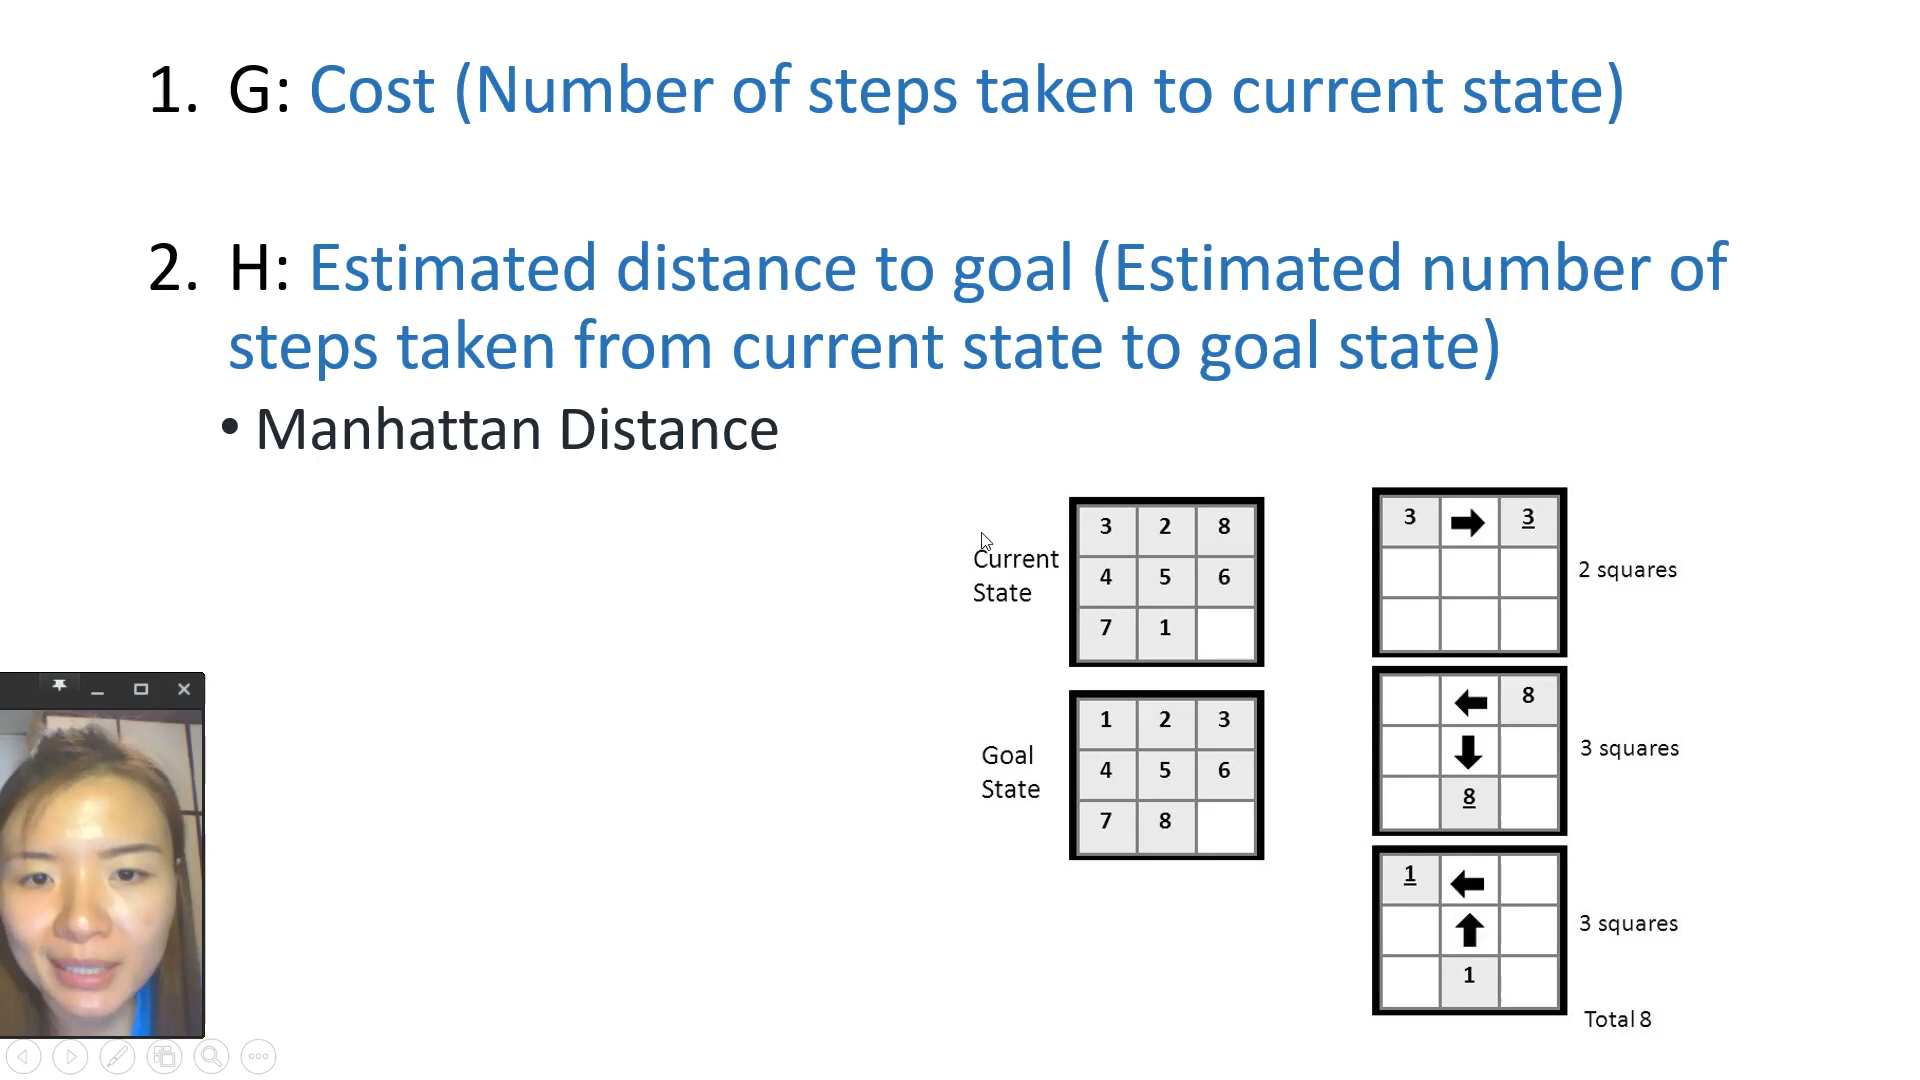 1. G: Cost (Number of steps taken to current state)
2. H: Estimated distance to goal (Estimated number of
steps taken from current state to goal state)
• Manhattan Distance
Current
State
3 2 8
4 5 6
7 1
Goal
State
1 2 3
4 5 6
7 8
3 3
2 squares
8
3 squares
8
1
3 squares
1
Total 8